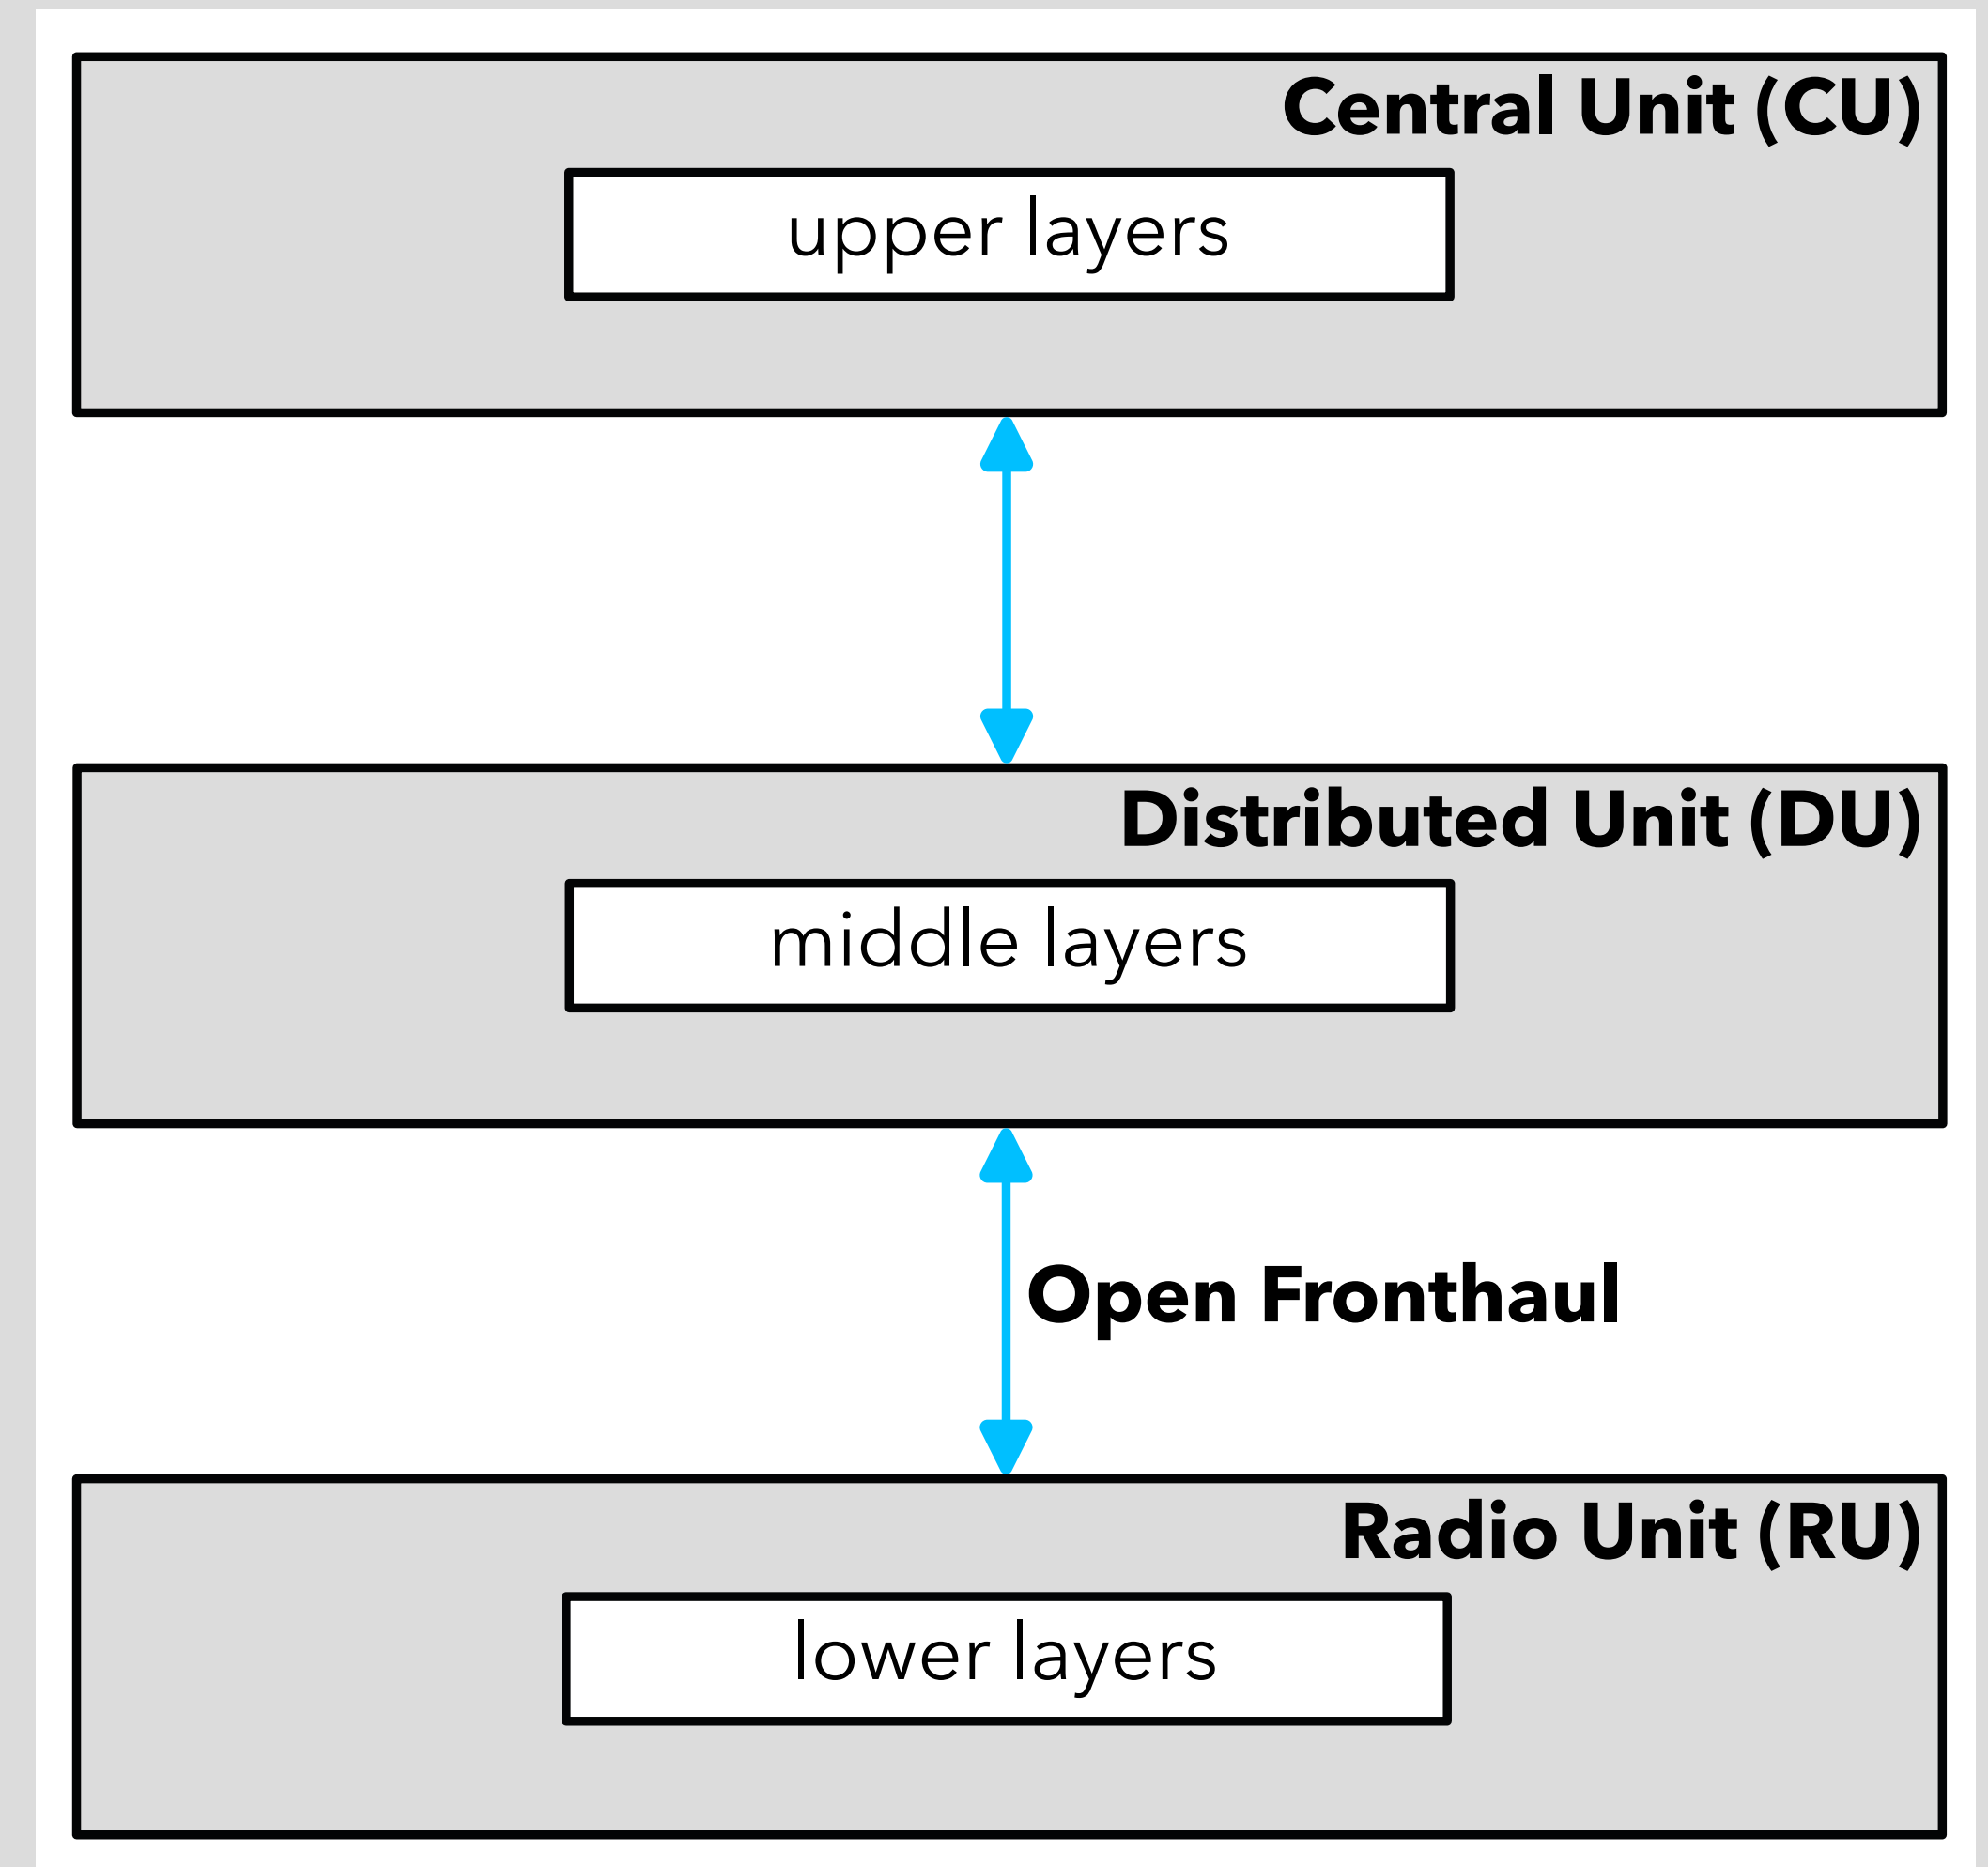 Central Unit (CU)
upper layers
Distributed Unit (DU)
middle layers
Open Fronthaul
Radio Unit (RU)
lower layers